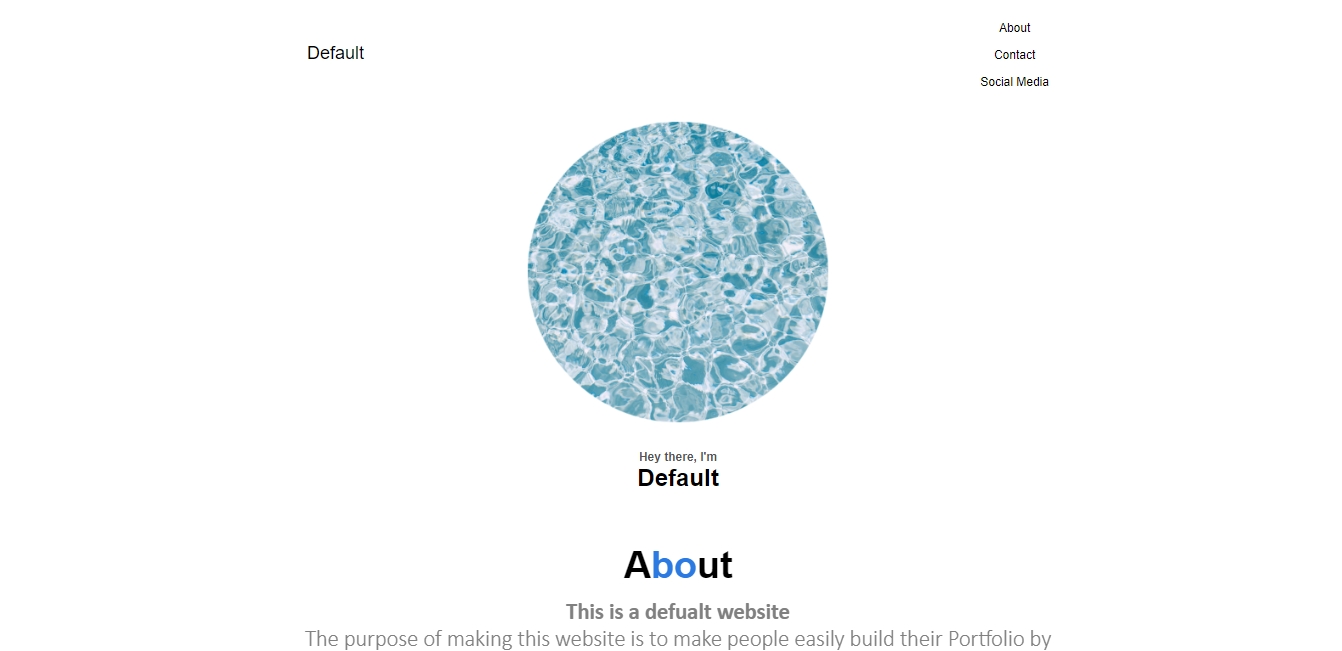 Default
About
Contact
Social Media
Hey there, I'm
Default
About
This is a defualt website
The purpose of making this website is to make people easily build their Portfolio by